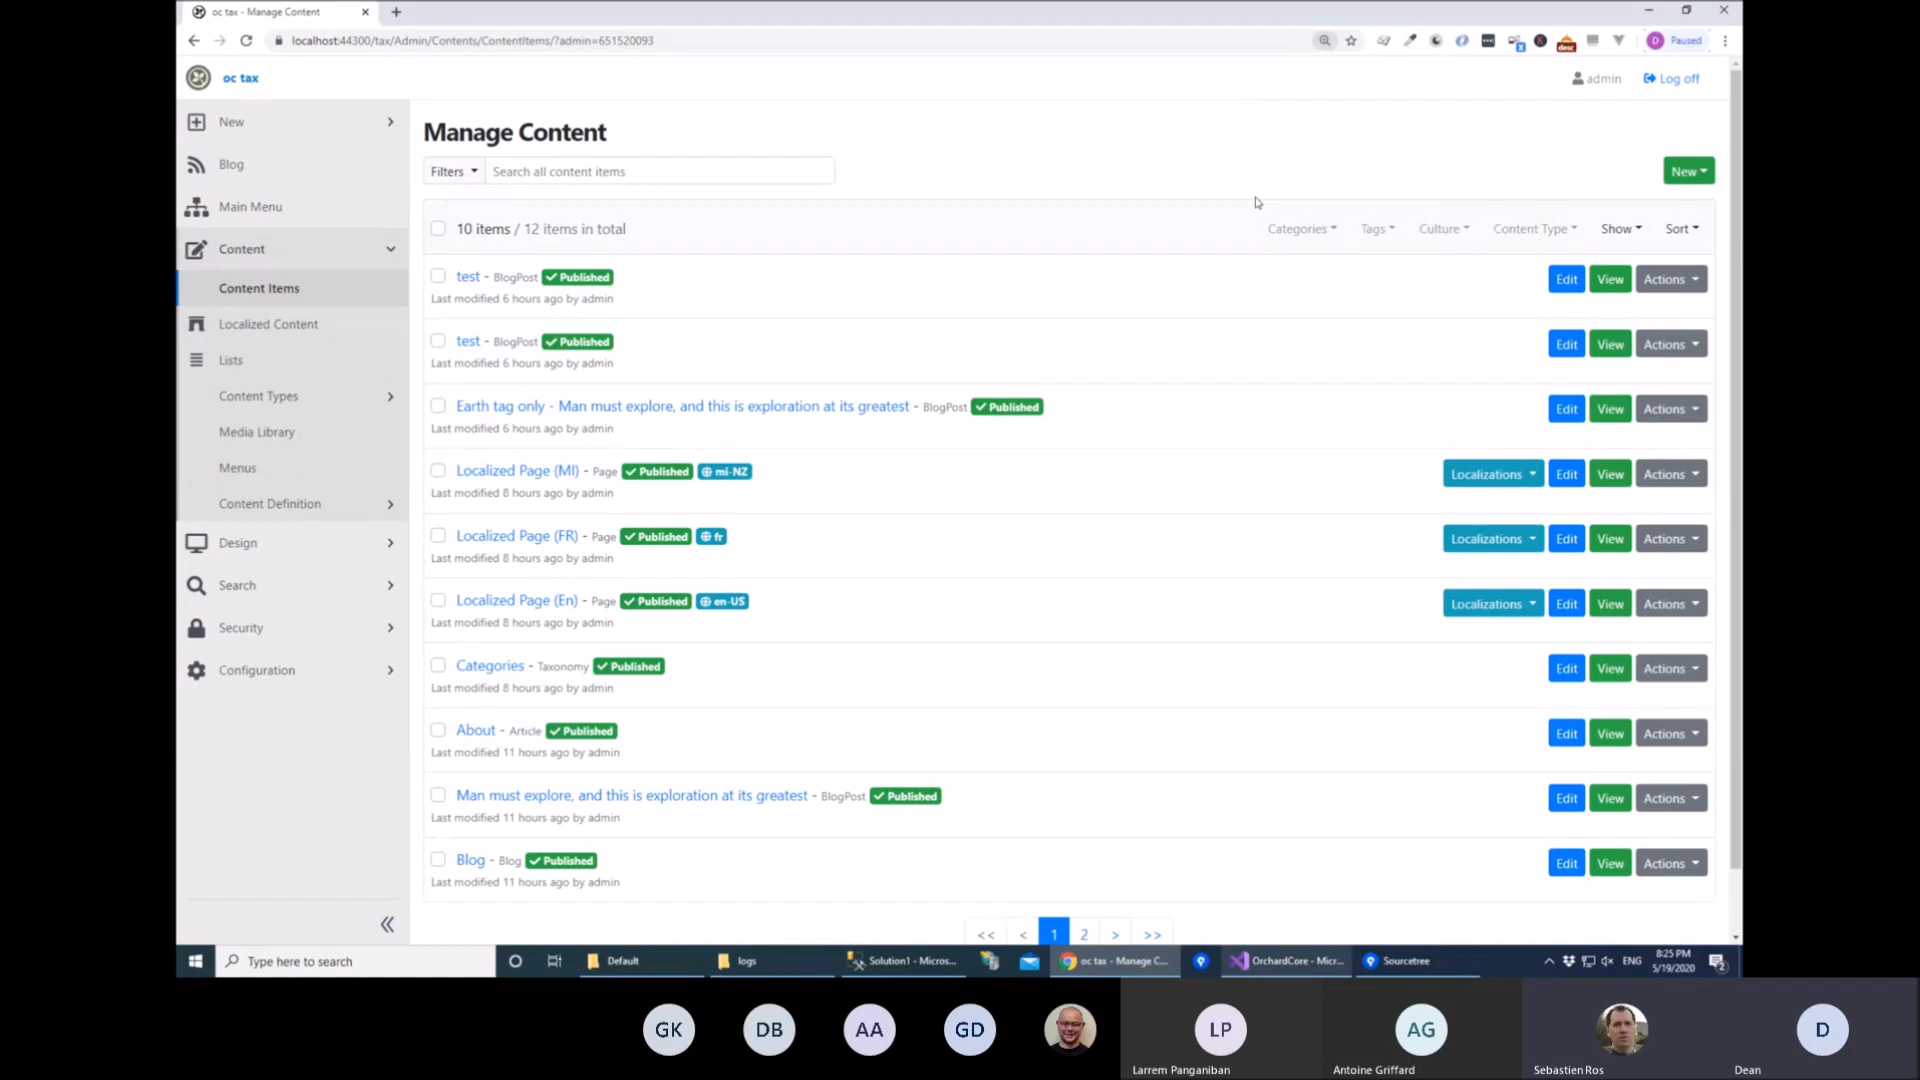 oc tax - Manage Content
localhost:44300/tax/Admin/Contents/ContentItems/?admin=651520093
desc
D Paused
oc tax
admin
Log off
New
Blog
Main Menu
Content
Content Items
Localized Content
Lists
Content Types
Media Library
Menus
Content Definition
Design
Search
Security
Configuration
Manage Content
Filters
Search all content items
New
10 items / 12 items in total
Categories
Tags
Culture
Content Type
Show
Sort
test - BlogPost Published
Edit View Actions
Last modified 6 hours ago by admin
test - BlogPost Published
Edit View Actions
Last modified 6 hours ago by admin
Earth tag only - Man must explore, and this is exploration at its greatest - BlogPost Published
Edit View Actions
Last modified 6 hours ago by admin
Localized Page (MI) - Page Published mi-NZ
Localizations Edit View Actions
Last modified 8 hours ago by admin
Localized Page (FR) - Page Published fr
Localizations Edit View Actions
Last modified 8 hours ago by admin
Localized Page (En) - Page Published en-US
Localizations Edit View Actions
Last modified 8 hours ago by admin
Categories - Taxonomy Published
Edit View Actions
Last modified 8 hours ago by admin
About - Article Published
Edit View Actions
Last modified 11 hours ago by admin
Man must explore, and this is exploration at its greatest - BlogPost Published
Edit View Actions
Last modified 11 hours ago by admin
Blog - Blog Published
Edit View Actions
Last modified 11 hours ago by admin
<< < 1 2 > >>
Type here to search
Default
logs
Solution1 - Micros...
oc tax - Manage C...
OrchardCore - Micr...
Sourcetree
ENG
8:25 PM
5/19/2020
2
GK
DB
AA
GD
LP
AG
D
Larrem Panganiban
Antoine Griffard
Sebastien Ros
Dean